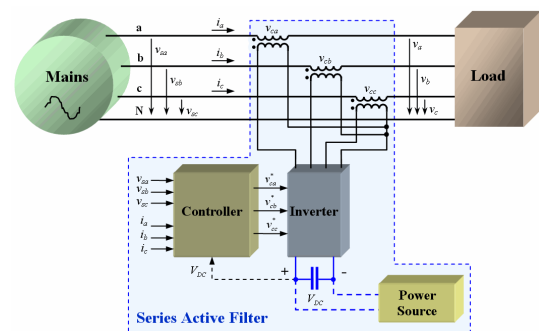 a
i_a
v_ca
v_sa
v_a
Mains
b
i_b
v_cb
v_sb
v_b
Load
c
i_c
v_cc
v_sc
v_c
N
v_sa
v_sb
v_sc
i_a
i_b
i_c
Controller
v*_ca
v*_cb
v*_cc
Inverter
V_DC
+
-
V_DC
Power
Source
Series Active Filter